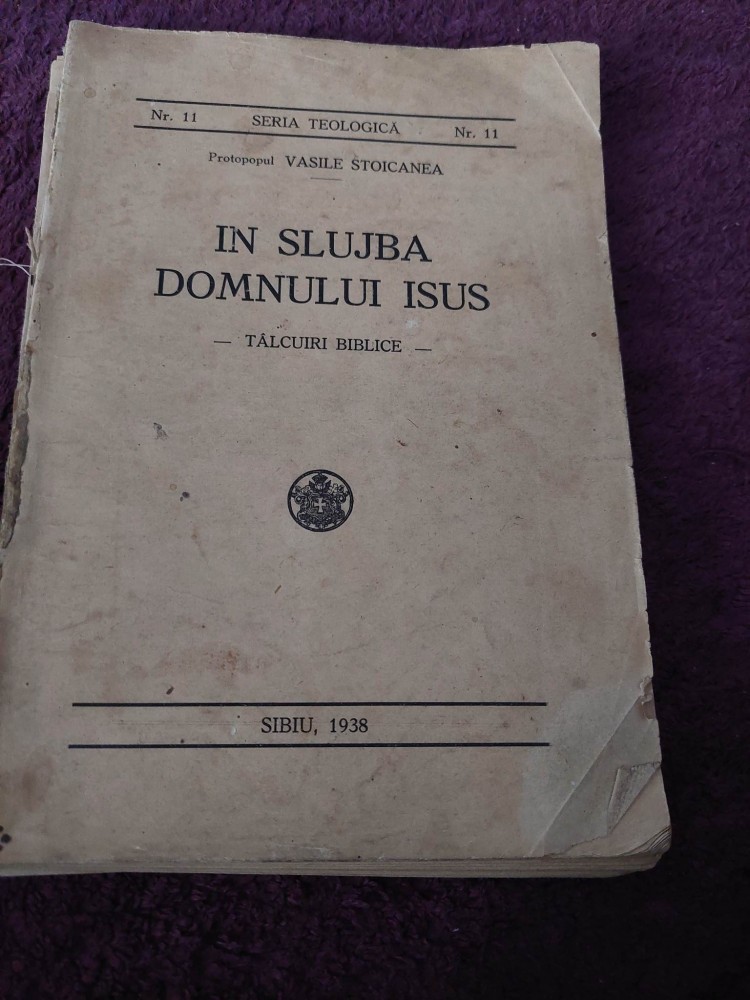 Nr. 11 SERIA TEOLOGICĂ Nr. 11
Protopopul VASILE STOICANEA
IN SLUJBA
DOMNULUI ISUS
— TÂLCUIRI BIBLICE —
SIBIU, 1938